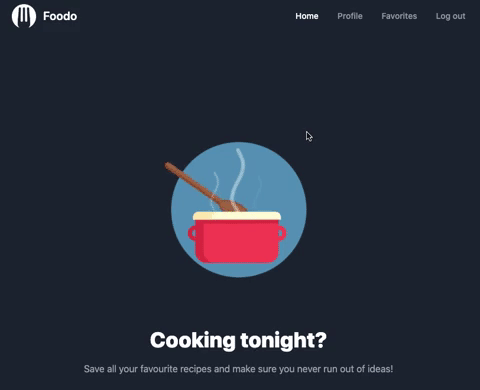 Foodo
Home Profile Favorites Log out
Cooking tonight?
Save all your favourite recipes and make sure you never run out of ideas!